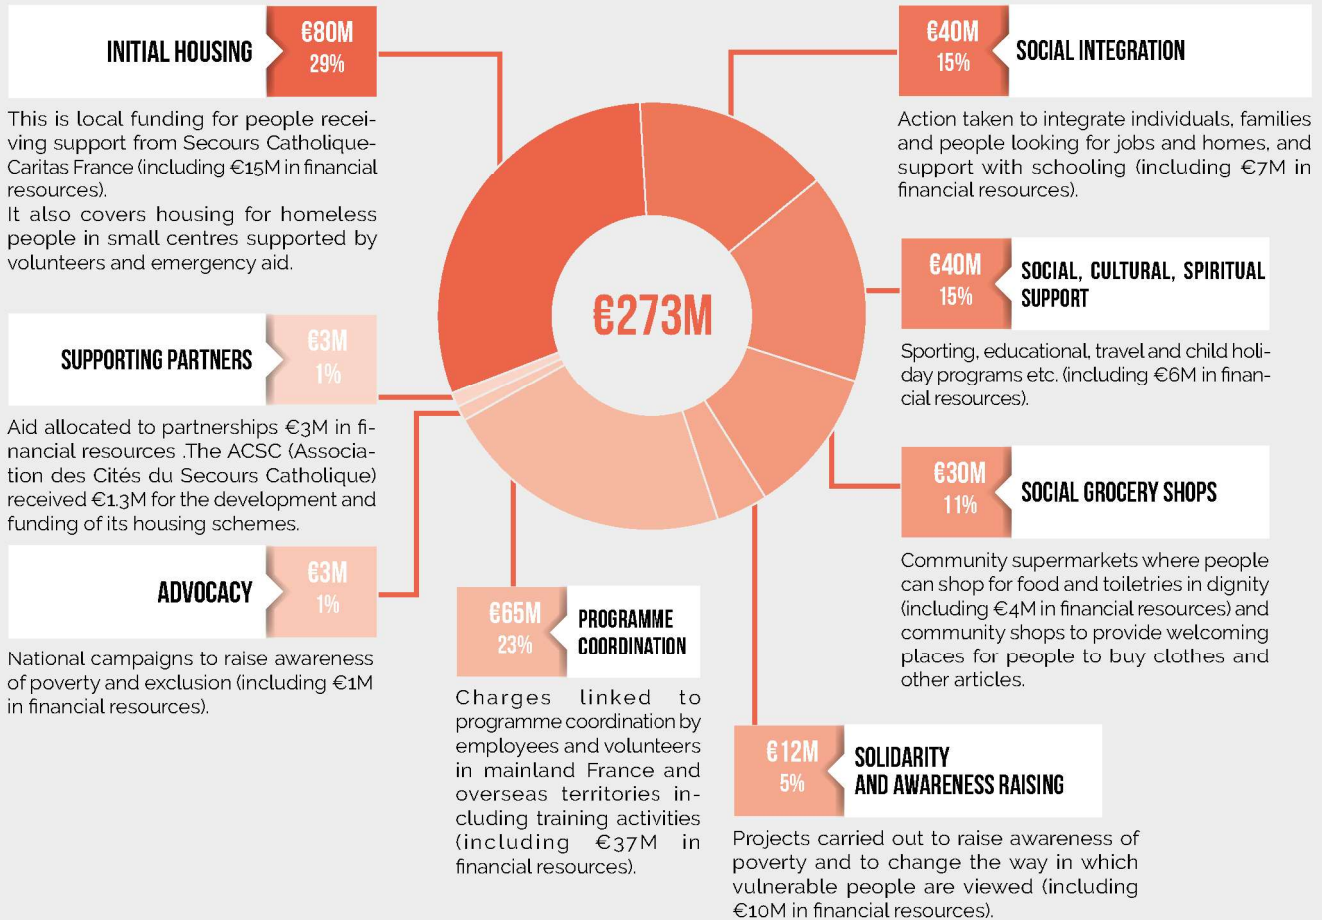 INITIAL HOUSING
€80M
29%
This is local funding for people recei-
ving support from Secours Catholique-
Caritas France (including €15M in financial
resources).
It also covers housing for homeless
people in small centres supported by
volunteers and emergency aid.
SUPPORTING PARTNERS
€3M
1%
Aid allocated to partnerships €3M in fi-
nancial resources .The ACSC (Associa-
tion des Cités du Secours Catholique)
received €1.3M for the development and
funding of its housing schemes.
ADVOCACY
€3M
1%
National campaigns to raise awareness
of poverty and exclusion (including €1M
in financial resources).
€273M
€65M
23%
PROGRAMME
COORDINATION
Charges linked to
programme coordination by
employees and volunteers
in mainland France and
overseas territories in-
cluding training activities
(including €37M in
financial resources).
€40M
15%
SOCIAL INTEGRATION
Action taken to integrate individuals, families
and people looking for jobs and homes, and
support with schooling (including €7M in
financial resources).
€40M
15%
SOCIAL, CULTURAL, SPIRITUAL
SUPPORT
Sporting, educational, travel and child holi-
day programs etc. (including €6M in finan-
cial resources).
€30M
11%
SOCIAL GROCERY SHOPS
Community supermarkets where people
can shop for food and toiletries in dignity
(including €4M in financial resources) and
community shops to provide welcoming
places for people to buy clothes and
other articles.
€12M
5%
SOLIDARITY
AND AWARENESS RAISING
Projects carried out to raise awareness of
poverty and to change the way in which
vulnerable people are viewed (including
€10M in financial resources).